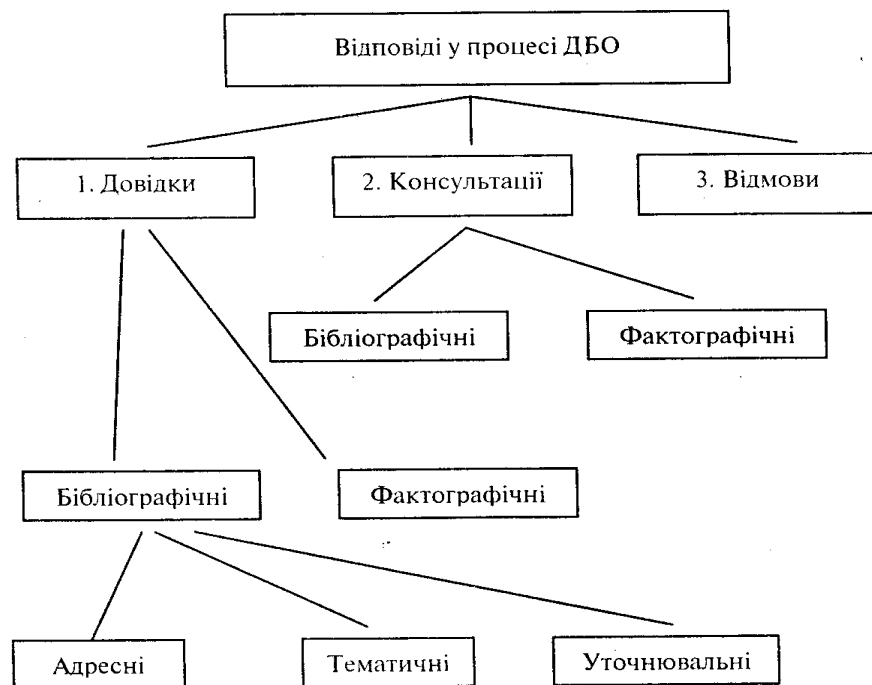 Відповіді у процесі ДБО
1. Довідки
2. Консультації
3. Відмови
Бібліографічні
Фактографічні
Бібліографічні
Фактографічні
Адресні
Тематичні
Уточнювальні